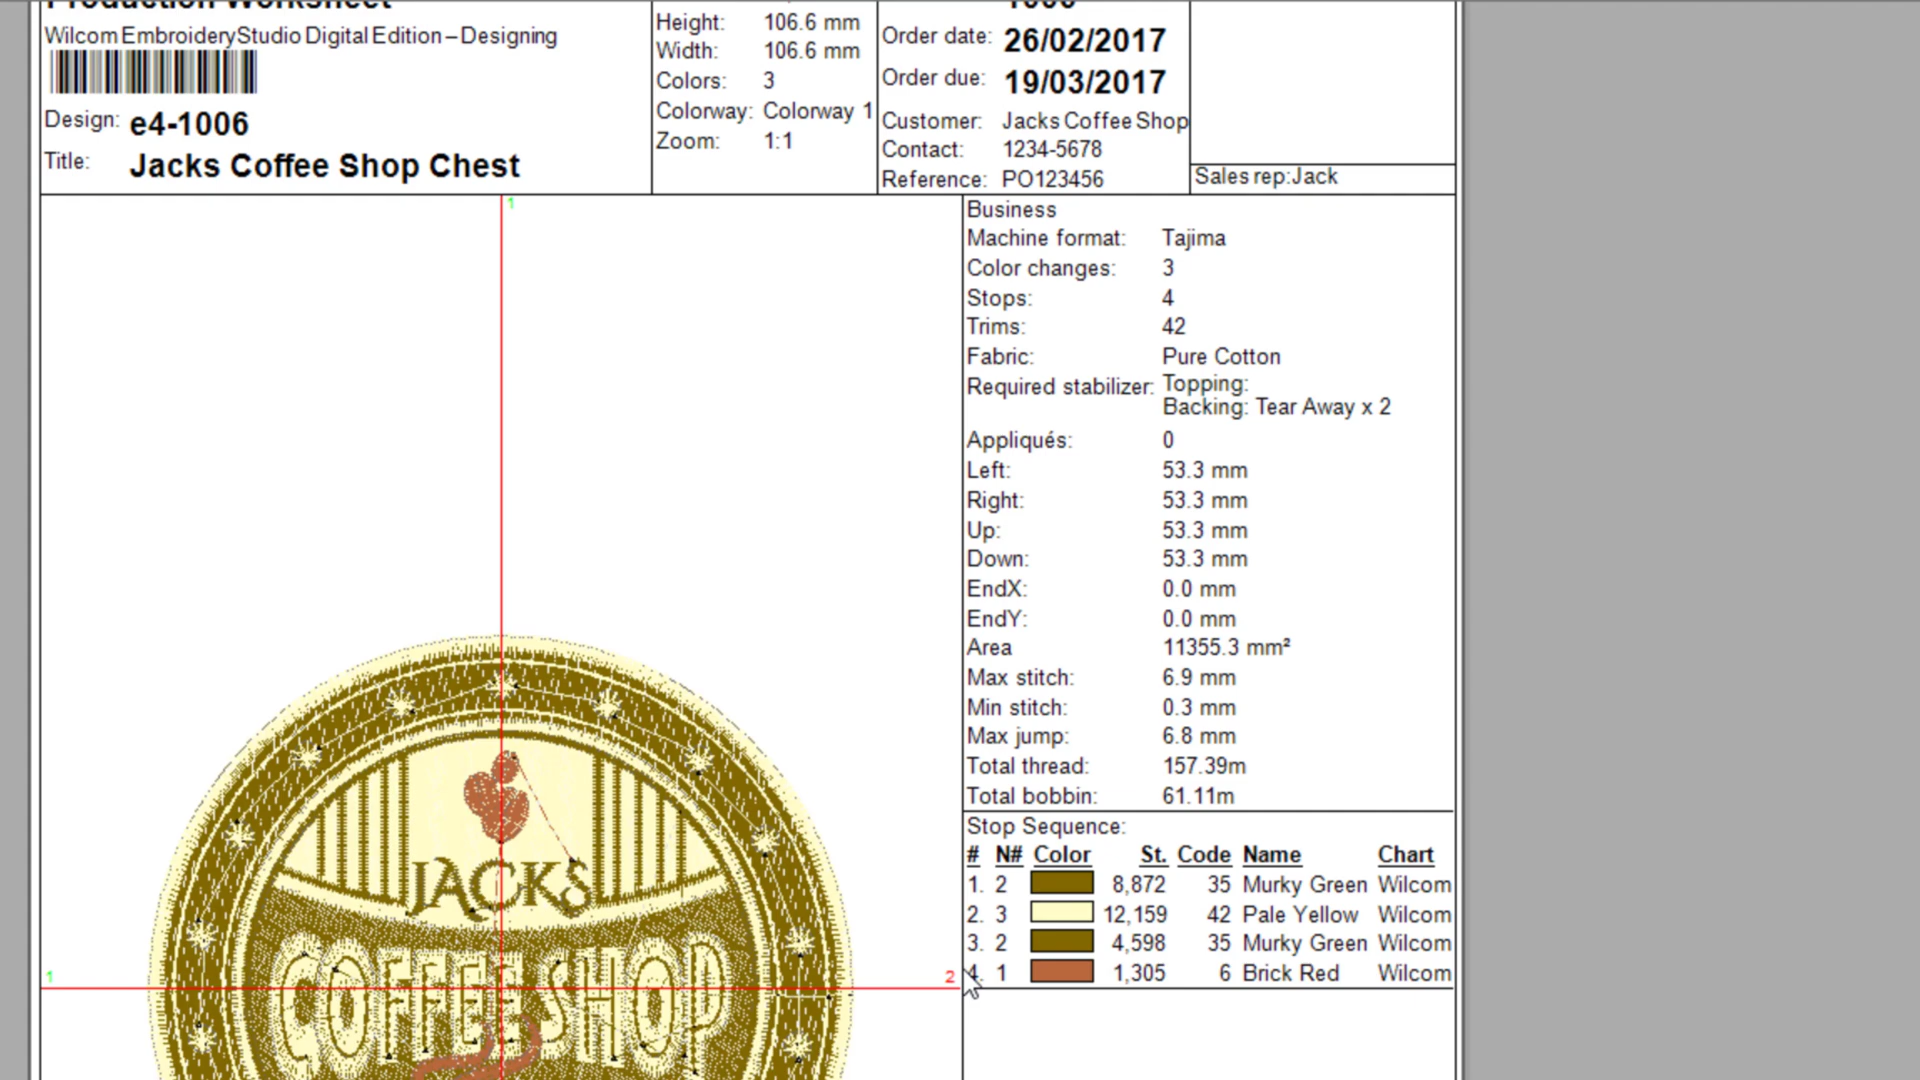 Production Worksheet
Wilcom EmbroideryStudio Digital Edition – Designing
Design: e4-1006
Title: Jacks Coffee Shop Chest
Height: 106.6 mm
Width: 106.6 mm
Colors: 3
Colorway: Colorway 1
Zoom: 1:1
Order date: 26/02/2017
Order due: 19/03/2017
Customer: Jacks Coffee Shop
Contact: 1234-5678
Reference: PO123456
Sales rep:Jack
1
1
2
JACKS
COFFEE SHOP
Business
Machine format: Tajima
Color changes: 3
Stops: 4
Trims: 42
Fabric: Pure Cotton
Required stabilizer: Topping:
Backing: Tear Away x 2
Appliqués: 0
Left: 53.3 mm
Right: 53.3 mm
Up: 53.3 mm
Down: 53.3 mm
EndX: 0.0 mm
EndY: 0.0 mm
Area 11355.3 mm²
Max stitch: 6.9 mm
Min stitch: 0.3 mm
Max jump: 6.8 mm
Total thread: 157.39m
Total bobbin: 61.11m
Stop Sequence:
# N# Color St. Code Name Chart
1. 2 8,872 35 Murky Green Wilcom
2. 3 12,159 42 Pale Yellow Wilcom
3. 2 4,598 35 Murky Green Wilcom
4. 1 1,305 6 Brick Red Wilcom